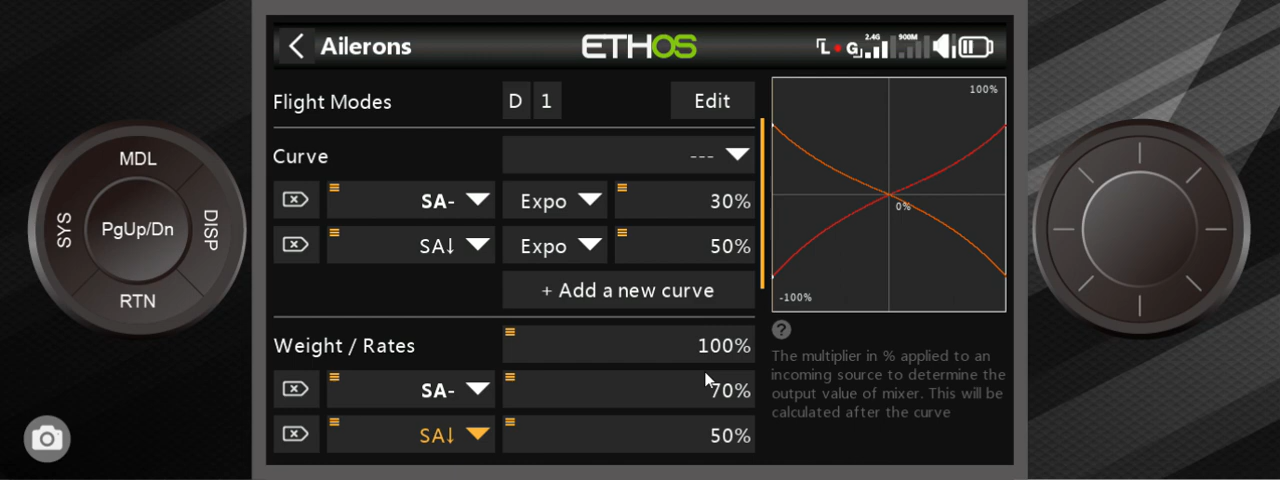 Ailerons
ETHOS
L G 2.4G 900M
Flight Modes D 1 Edit
Curve ---
SA- Expo 30%
SA↓ Expo 50%
+ Add a new curve
Weight / Rates 100%
SA- 70%
SA↓ 50%
100%
0%
-100%
?
The multiplier in % applied to an
incoming source to determine the
output value of mixer. This will be
calculated after the curve
MDL
SYS
PgUp/Dn
DISP
RTN